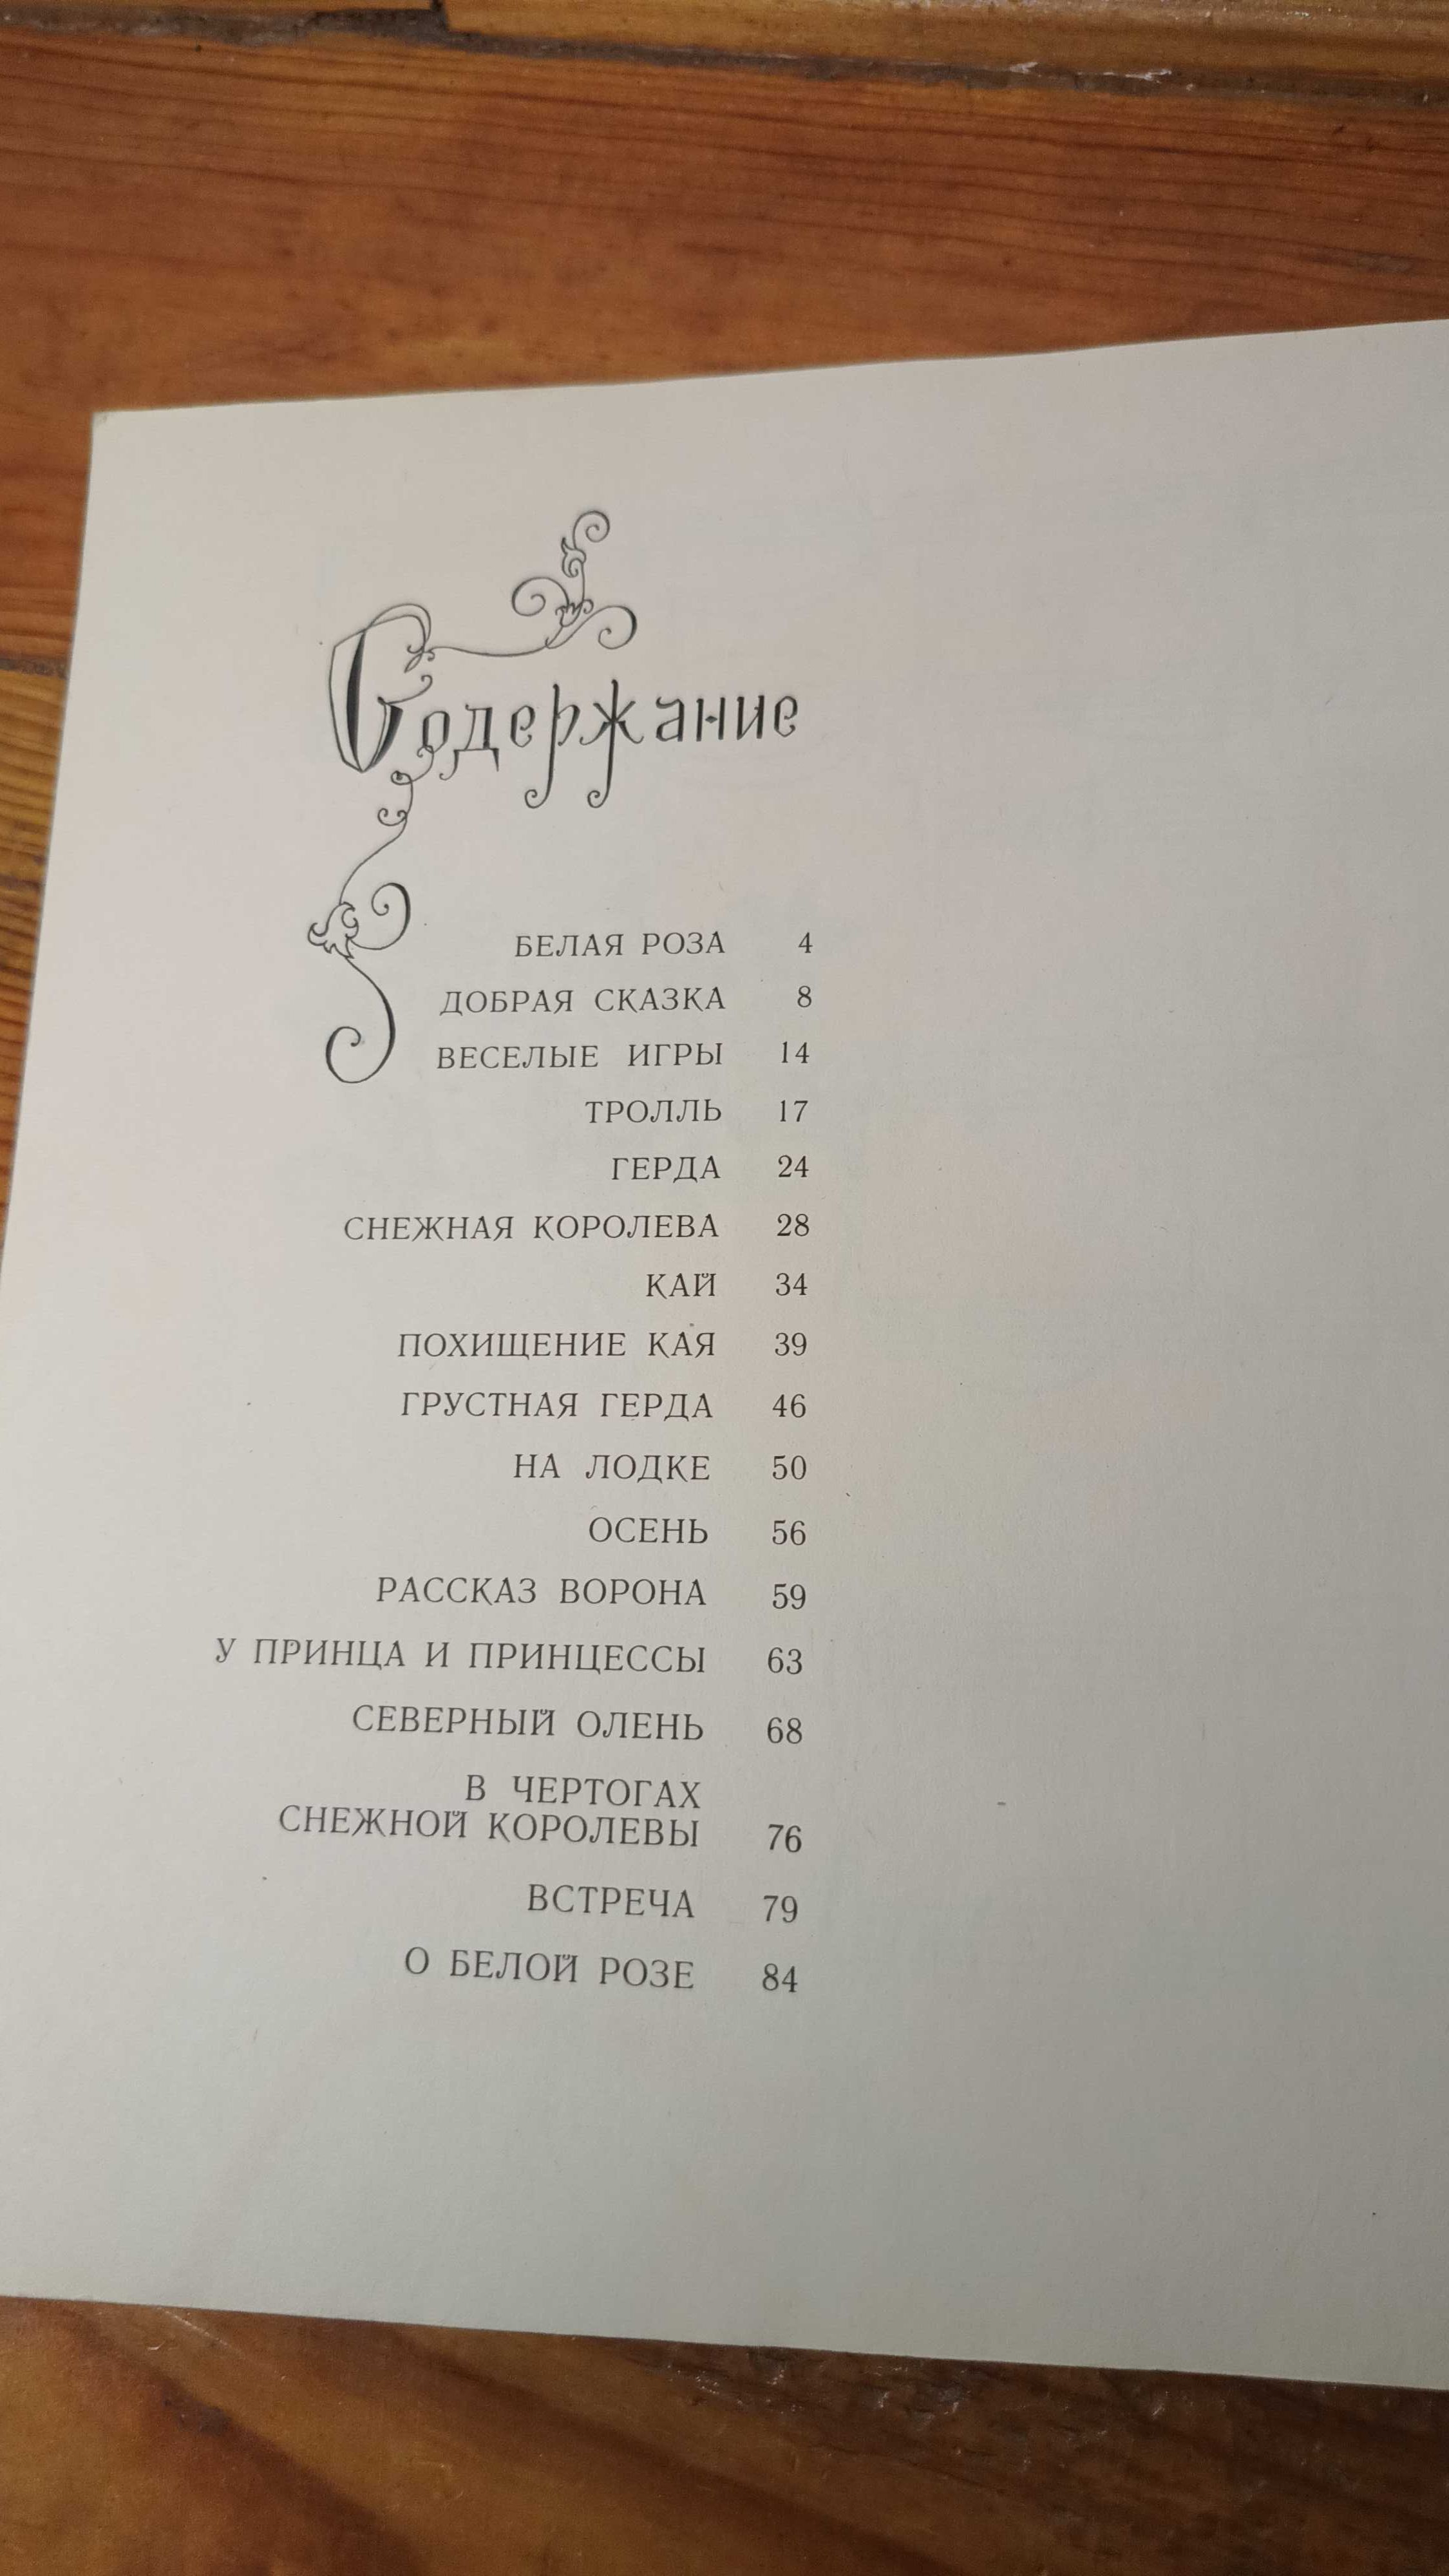 Содержание
БЕЛАЯ РОЗА 4
ДОБРАЯ СКАЗКА 8
ВЕСЕЛЫЕ ИГРЫ 14
ТРОЛЛЬ 17
ГЕРДА 24
СНЕЖНАЯ КОРОЛЕВА 28
КАЙ 34
ПОХИЩЕНИЕ КАЯ 39
ГРУСТНАЯ ГЕРДА 46
НА ЛОДКЕ 50
ОСЕНЬ 56
РАССКАЗ ВОРОНА 59
У ПРИНЦА И ПРИНЦЕССЫ 63
СЕВЕРНЫЙ ОЛЕНЬ 68
В ЧЕРТОГАХ
СНЕЖНОЙ КОРОЛЕВЫ 76
ВСТРЕЧА 79
О БЕЛОЙ РОЗЕ 84